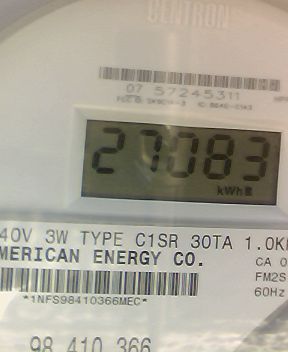 CENTRON
07 57245311
27083
kWh
40V 3W TYPE C1SR 30TA 1.0K
MERICAN ENERGY CO.
CA 0
FM2S
60Hz
*1NFS98410366MEC*
98 410 366